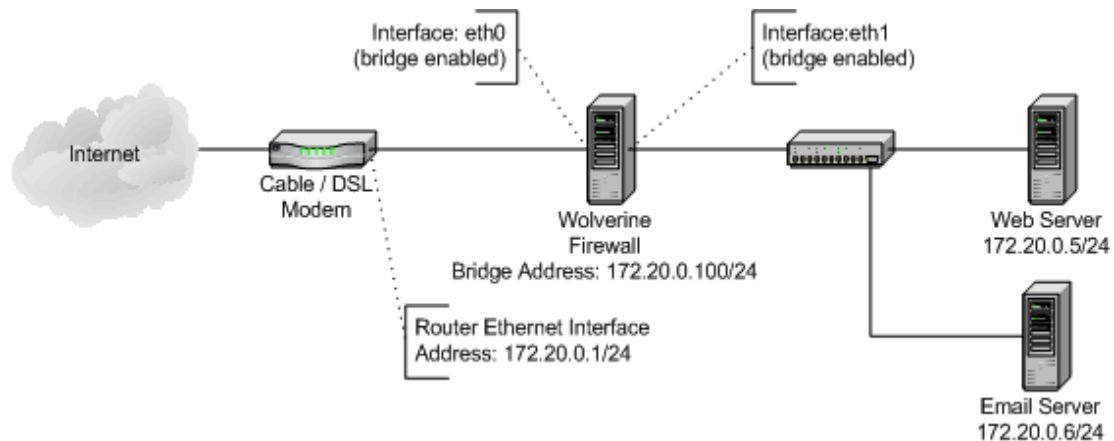 Interface: eth0
(bridge enabled)
Interface:eth1
(bridge enabled)
Internet
Cable / DSL
Modem
Wolverine
Firewall
Bridge Address: 172.20.0.100/24
Web Server
172.20.0.5/24
Router Ethernet Interface
Address: 172.20.0.1/24
Email Server
172.20.0.6/24